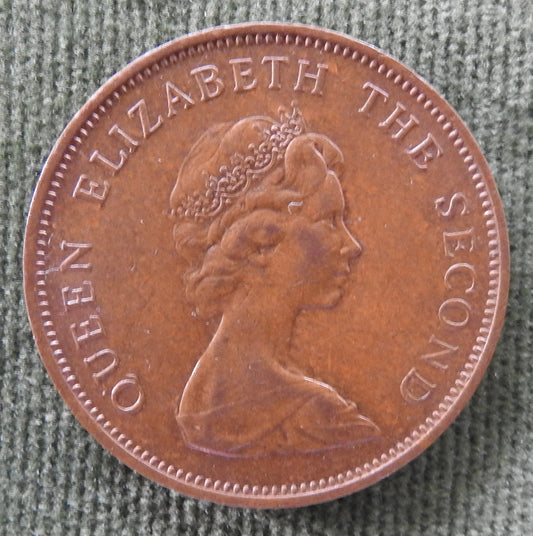 QUEEN ELIZABETH THE SECOND